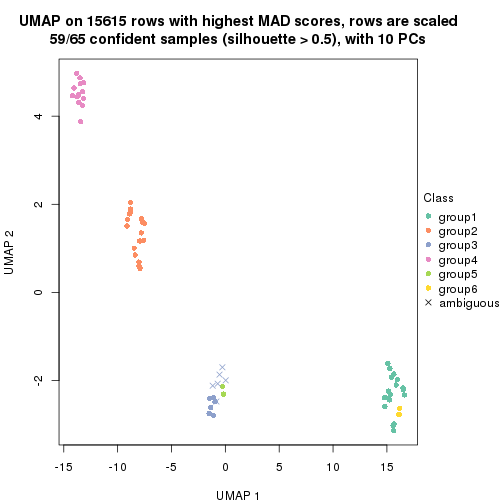 UMAP on 15615 rows with highest MAD scores, rows are scaled
59/65 confident samples (silhouette > 0.5), with 10 PCs
UMAP 2
4
2
0
-2
-15
-10
-5
0
5
10
15
UMAP 1
Class
group1
group2
group3
group4
group5
group6
ambiguous